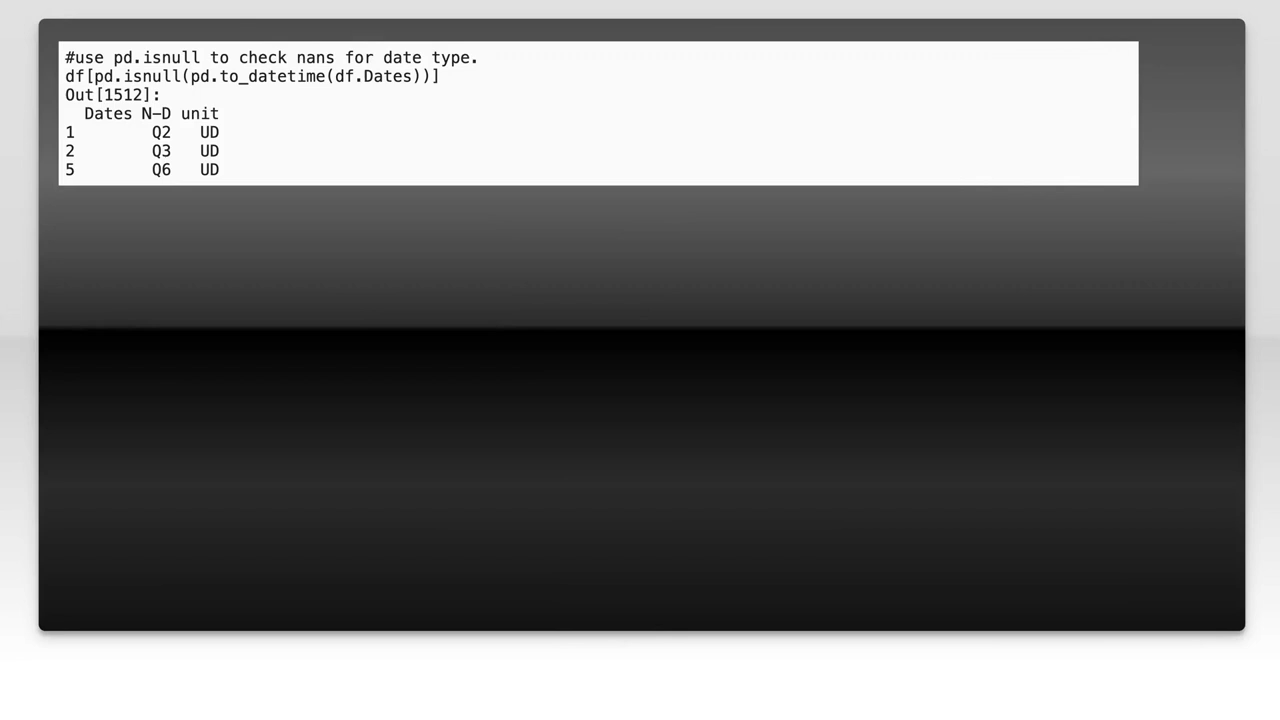 #use pd.isnull to check nans for date type.
df[pd.isnull(pd.to_datetime(df.Dates))]
Out[1512]:
  Dates N-D unit
1        Q2   UD
2        Q3   UD
5        Q6   UD